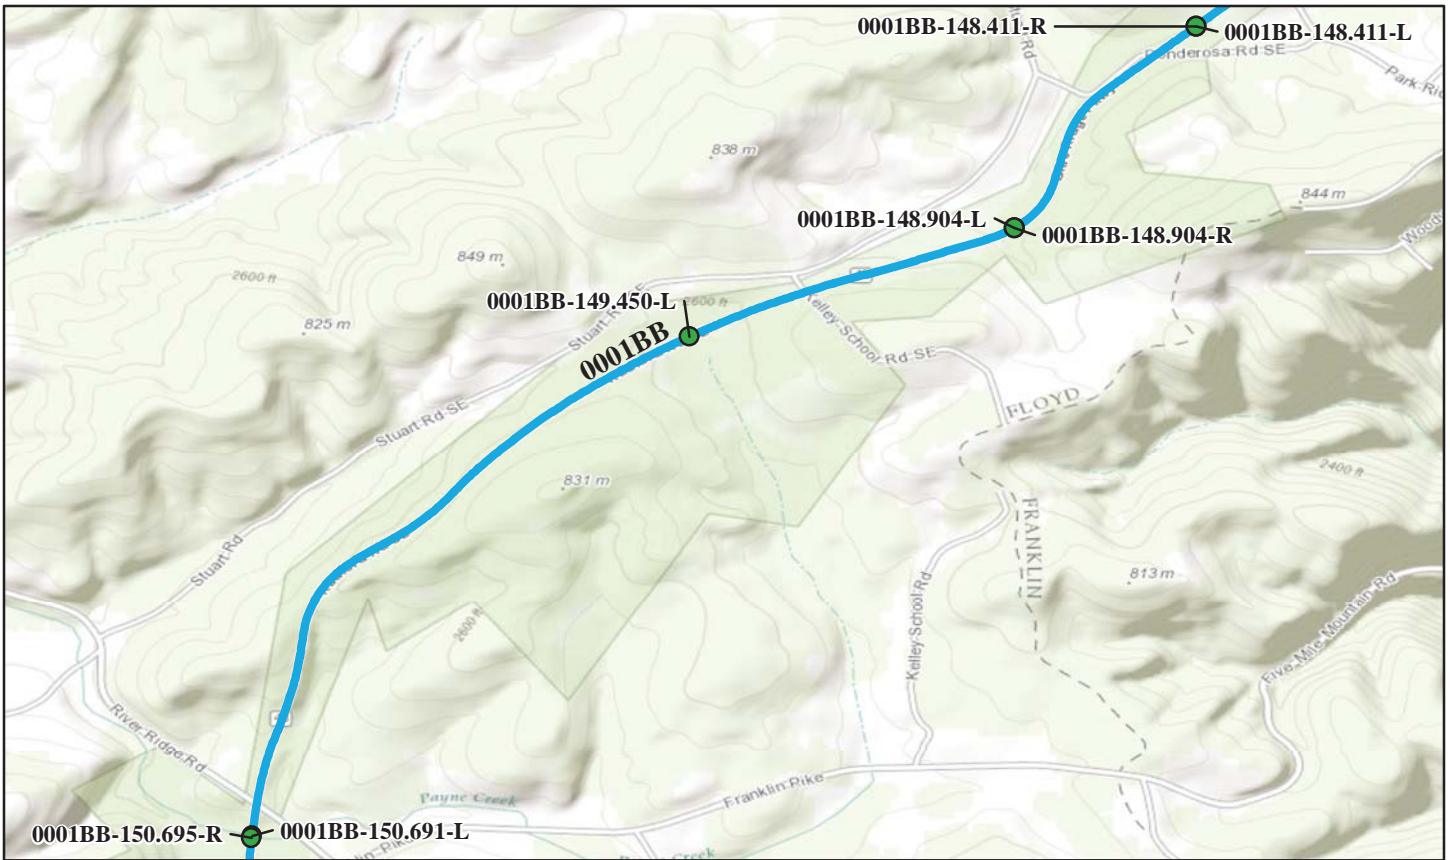 0001BB-148.411-R
0001BB-148.411-L
Rd
Ponderosa Rd SE
838 m
844 m
0001BB-148.904-L
0001BB-148.904-R
849 m
2600 ft
0001BB-149.450-L
2600 ft
825 m
Stuart Rd SE
0001BB
Kelley School Rd SE
FLOYD
Stuart Rd SE
2400 ft
831 m
FRANKLIN
Stuart Rd
813 m
Kelley School Rd
Five Mile Mountain Rd
2600 ft
River Ridge Rd
Franklin Pike
Payne Creek
0001BB-150.695-R
0001BB-150.691-L
Creek